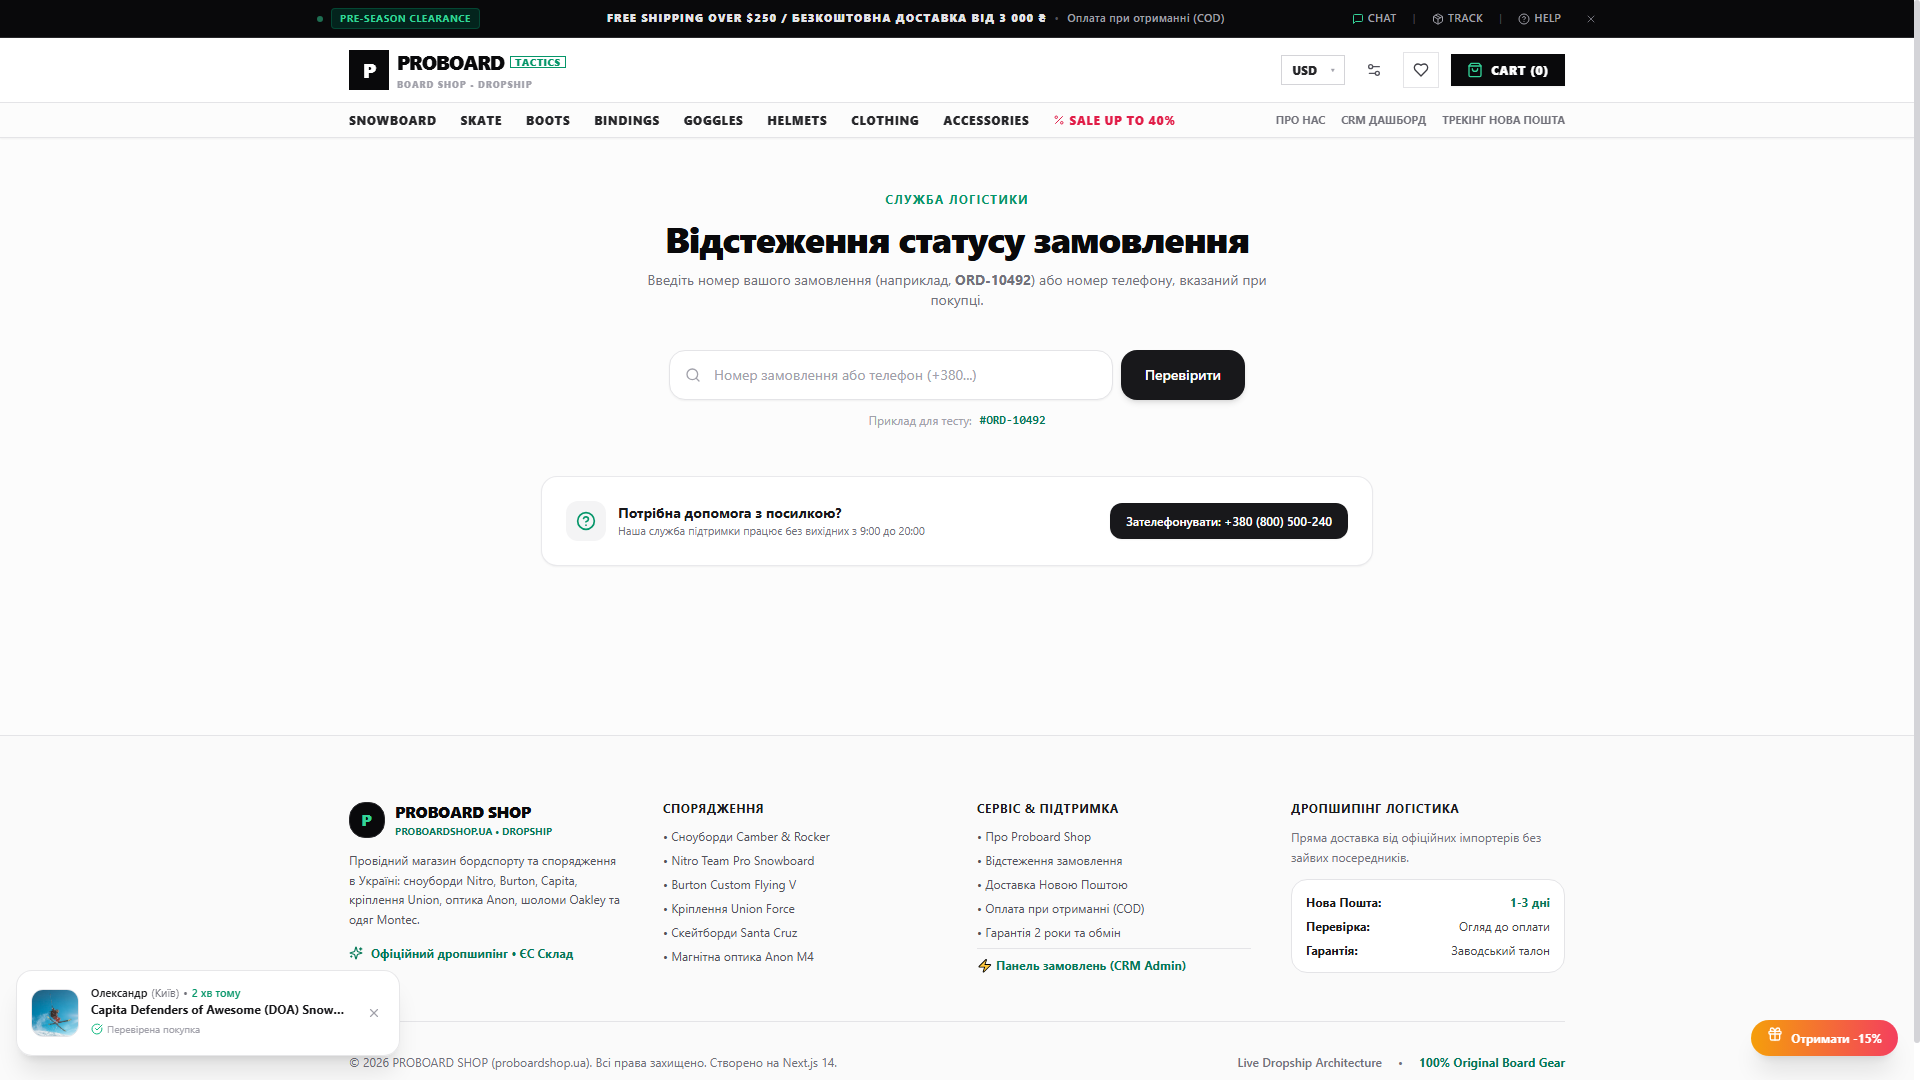 PRE-SEASON CLEARANCE
FREE SHIPPING OVER $250 / БЕЗКОШТОВНА ДОСТАВКА ВІД 3 000 ₴ • Оплата при отриманні (COD)
CHAT | TRACK | HELP
P
PROBOARD TACTICS
BOARD SHOP • DROPSHIP
USD
CART (0)
SNOWBOARD SKATE BOOTS BINDINGS GOGGLES HELMETS CLOTHING ACCESSORIES % SALE UP TO 40%
ПРО НАС CRM ДАШБОРД ТРЕКІНГ НОВА ПОШТА
СЛУЖБА ЛОГІСТИКИ
Відстеження статусу замовлення
Введіть номер вашого замовлення (наприклад, ORD-10492) або номер телефону, вказаний при
покупці.
Номер замовлення або телефон (+380...)
Перевірити
Приклад для тесту: #ORD-10492
Потрібна допомога з посилкою?
Наша служба підтримки працює без вихідних з 9:00 до 20:00
Зателефонувати: +380 (800) 500-240
P
PROBOARD SHOP
PROBOARDSHOP.UA • DROPSHIP
Провідний магазин бордспорту та спорядження
в Україні: сноуборди Nitro, Burton, Capita,
кріплення Union, оптика Anon, шоломи Oakley та
одяг Montec.
Офіційний дропшипінг • ЄС Склад
СПОРЯДЖЕННЯ
• Сноуборди Camber & Rocker
• Nitro Team Pro Snowboard
• Burton Custom Flying V
• Кріплення Union Force
• Скейтборди Santa Cruz
• Магнітна оптика Anon M4
СЕРВІС & ПІДТРИМКА
• Про Proboard Shop
• Відстеження замовлення
• Доставка Новою Поштою
• Оплата при отриманні (COD)
• Гарантія 2 роки та обмін
Панель замовлень (CRM Admin)
ДРОПШИПІНГ ЛОГІСТИКА
Пряма доставка від офіційних імпортерів без
зайвих посередників.
Нова Пошта: 1-3 дні
Перевірка: Огляд до оплати
Гарантія: Заводський талон
Олександр (Київ) • 2 хв тому
Capita Defenders of Awesome (DOA) Snow...
Перевірена покупка
Отримати -15%
© 2026 PROBOARD SHOP (proboardshop.ua). Всі права захищено. Створено на Next.js 14.
Live Dropship Architecture • 100% Original Board Gear